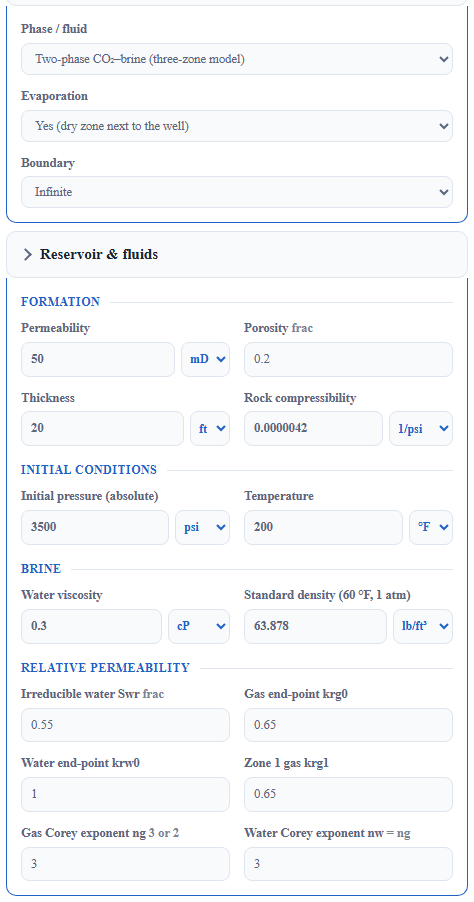 Phase / fluid
Two-phase CO₂–brine (three-zone model)
Evaporation
Yes (dry zone next to the well)
Boundary
Infinite
Reservoir & fluids
FORMATION
Permeability Porosity frac
50 mD 0.2
Thickness Rock compressibility
20 ft 0.0000042 1/psi
INITIAL CONDITIONS
Initial pressure (absolute) Temperature
3500 psi 200 °F
BRINE
Water viscosity Standard density (60 °F, 1 atm)
0.3 cP 63.878 lb/ft³
RELATIVE PERMEABILITY
Irreducible water Swr frac Gas end-point krg0
0.55 0.65
Water end-point krw0 Zone 1 gas krg1
1 0.65
Gas Corey exponent ng 3 or 2 Water Corey exponent nw = ng
3 3